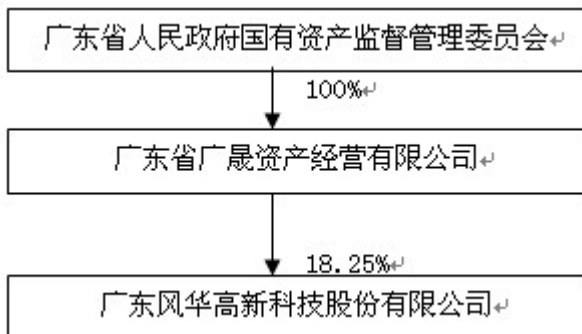 广东省人民政府国有资产监督管理委员会
100%
广东省广晟资产经营有限公司
18.25%
广东风华高新科技股份有限公司